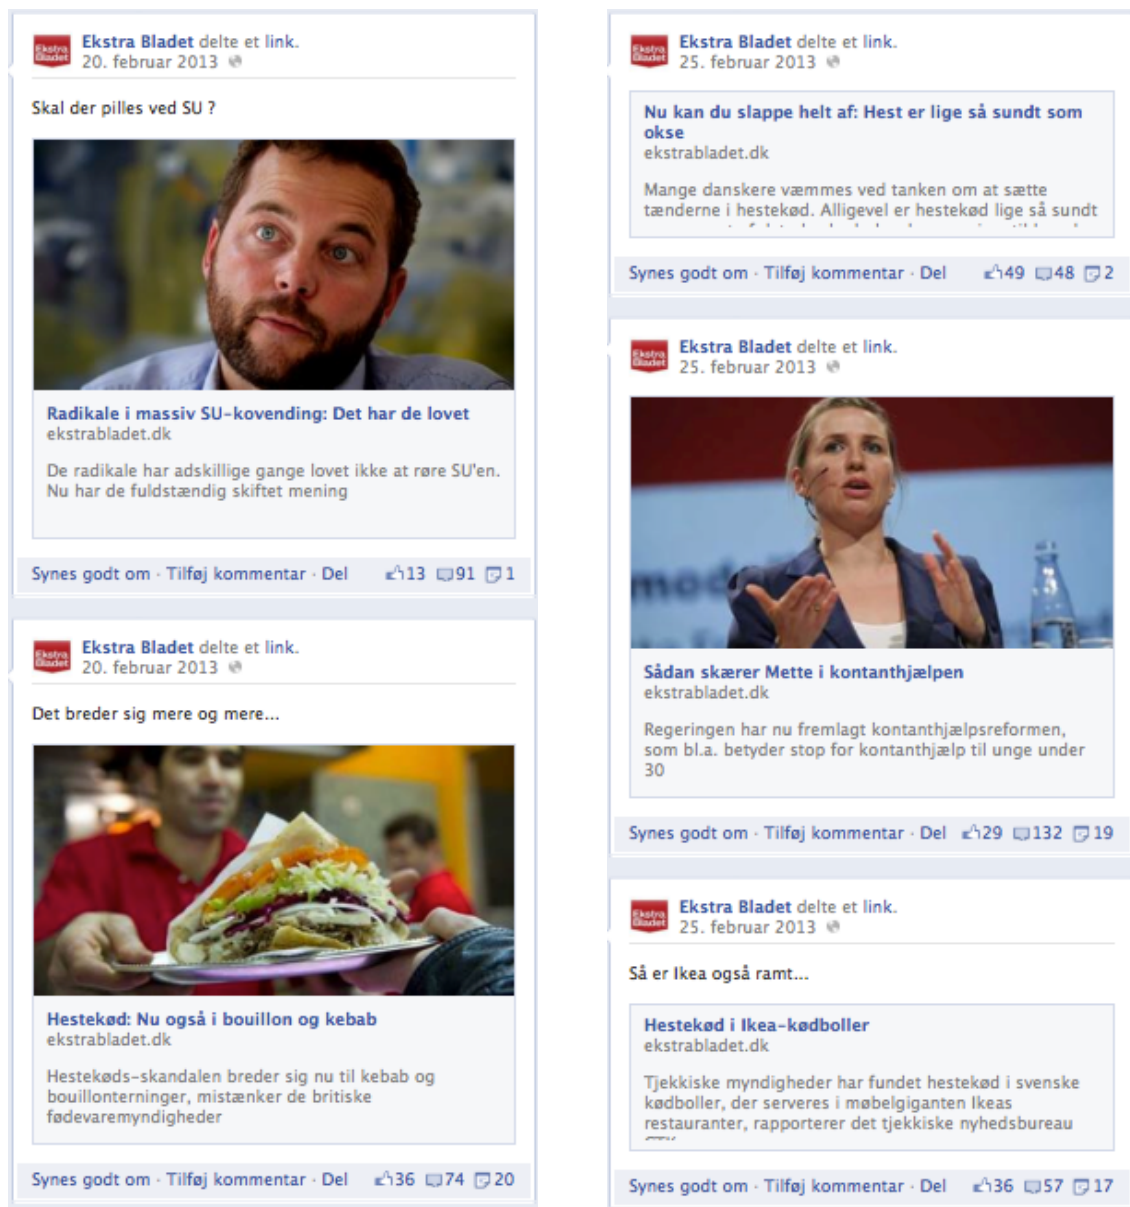 Ekstra Bladet delte et link.
20. februar 2013
Skal der pilles ved SU ?
Radikale i massiv SU-kovending: Det har de lovet
ekstrabladet.dk
De radikale har adskillige gange lovet ikke at røre SU'en.
Nu har de fuldstændig skiftet mening
Synes godt om · Tilføj kommentar · Del 13 91 1
Ekstra Bladet delte et link.
20. februar 2013
Det breder sig mere og mere...
Hestekød: Nu også i bouillon og kebab
ekstrabladet.dk
Hestekøds-skandalen breder sig nu til kebab og
bouillonterninger, mistænker de britiske
fødevaremyndigheder
Synes godt om · Tilføj kommentar · Del 36 74 20
Ekstra Bladet delte et link.
25. februar 2013
Nu kan du slappe helt af: Hest er lige så sundt som
okse
ekstrabladet.dk
Mange danskere væmmes ved tanken om at sætte
tænderne i hestekød. Alligevel er hestekød lige så sundt
Synes godt om · Tilføj kommentar · Del 49 48 2
Ekstra Bladet delte et link.
25. februar 2013
mod
Sådan skærer Mette i kontanthjælpen
ekstrabladet.dk
Regeringen har nu fremlagt kontanthjælpsreformen,
som bl.a. betyder stop for kontanthjælp til unge under
30
Synes godt om · Tilføj kommentar · Del 29 132 19
Ekstra Bladet delte et link.
25. februar 2013
Så er Ikea også ramt...
Hestekød i Ikea-kødboller
ekstrabladet.dk
Tjekkiske myndigheder har fundet hestekød i svenske
kødboller, der serveres i møbelgiganten Ikeas
restauranter, rapporterer det tjekkiske nyhedsbureau
Synes godt om · Tilføj kommentar · Del 36 57 17